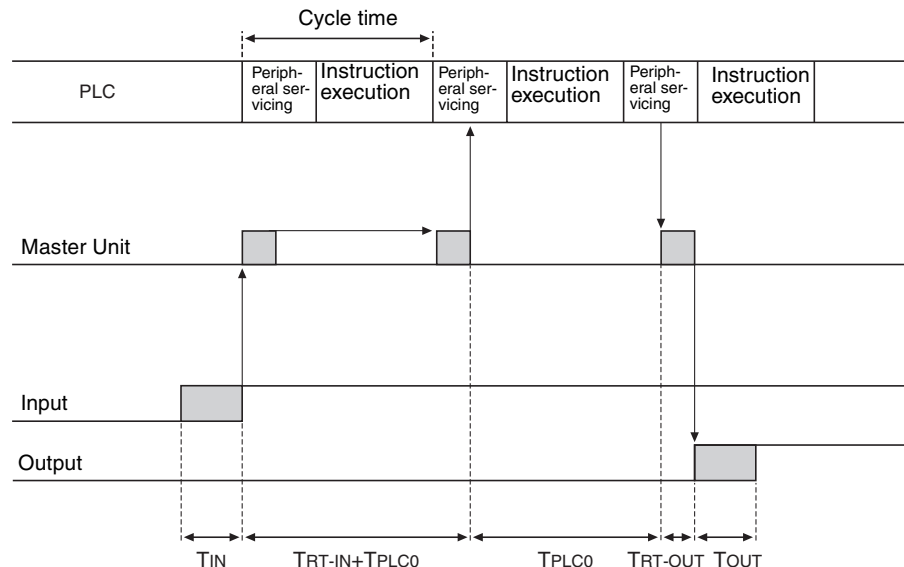 Cycle time
PLC
Periph-
eral ser-
vicing
Instruction
execution
Periph-
eral ser-
vicing
Instruction
execution
Periph-
eral ser-
vicing
Instruction
execution
Master Unit
Input
Output
TIN
TRT-IN+TPLC0
TPLC0
TRT-OUT
TOUT